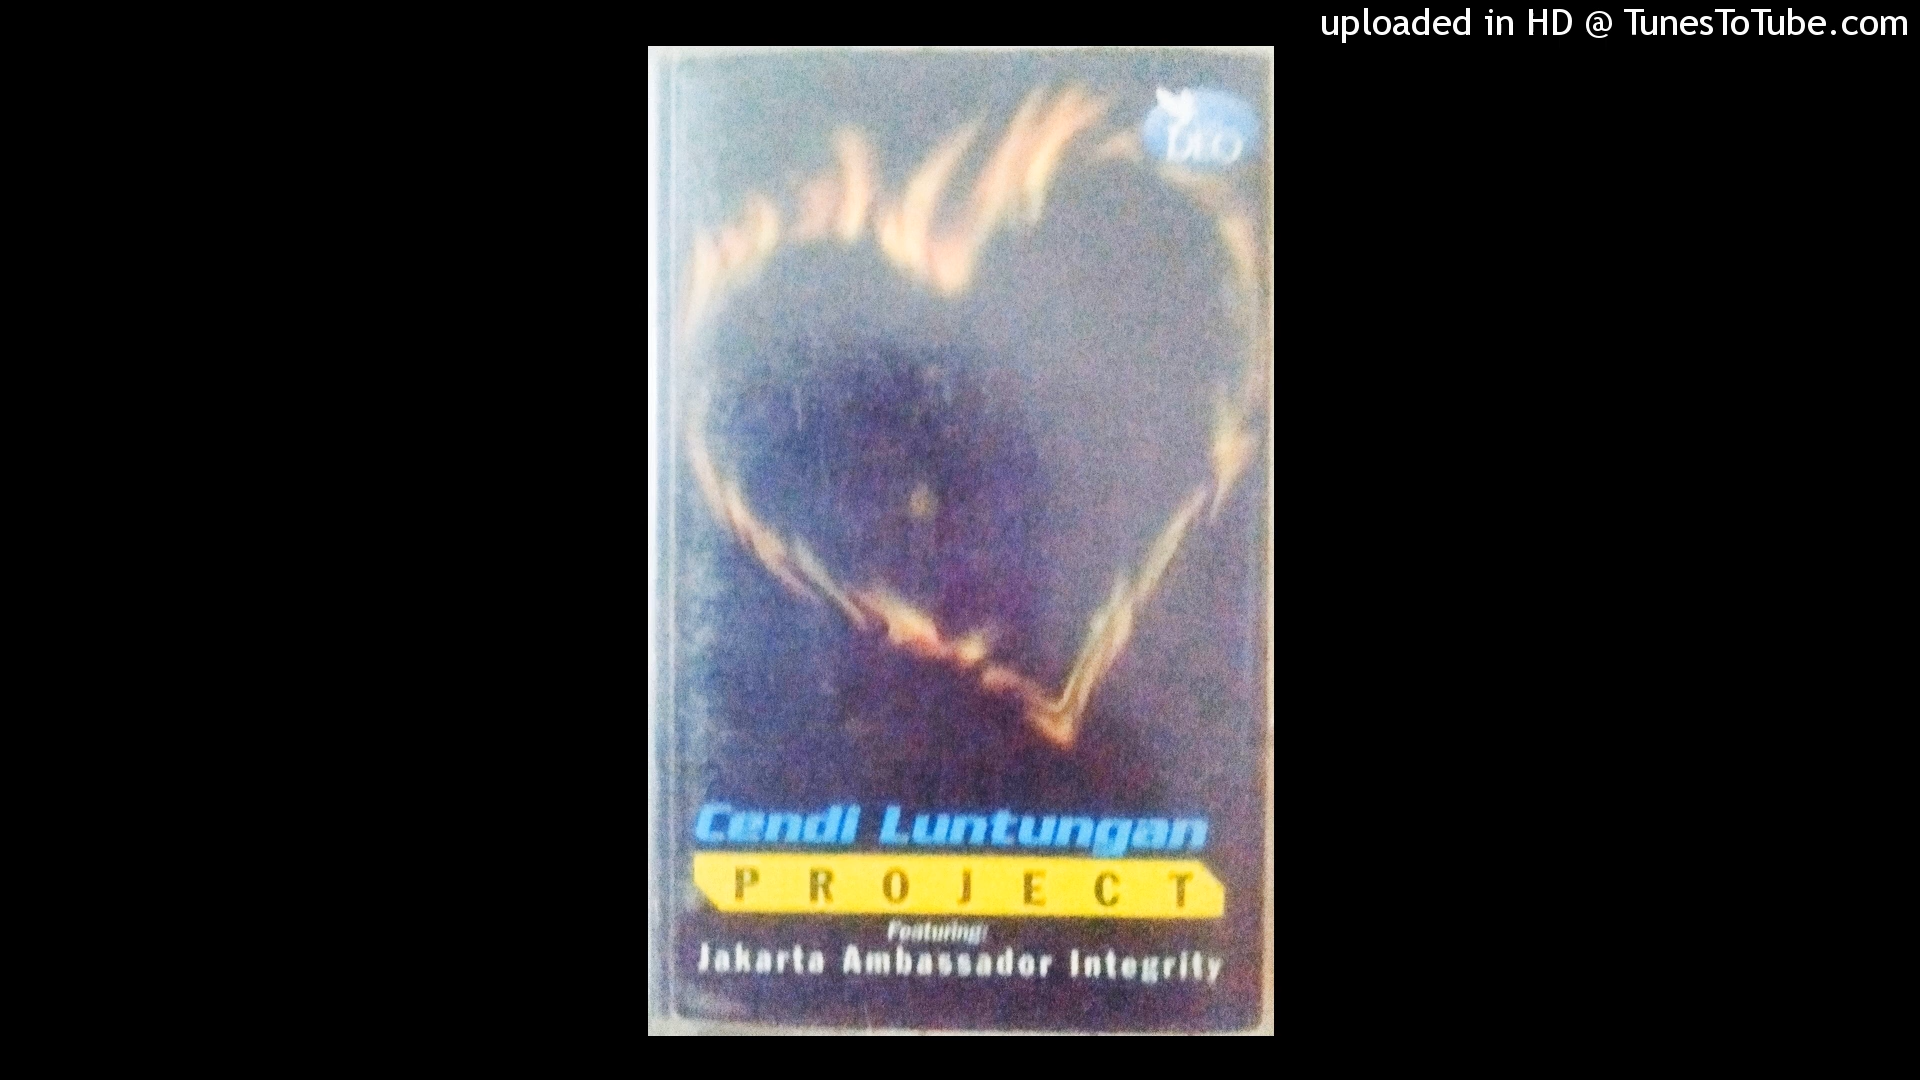 uploaded in HD @ TunesToTube.com
Cendi Luntungan
PROJECT
Featuring:
Jakarta Ambassador Integrity